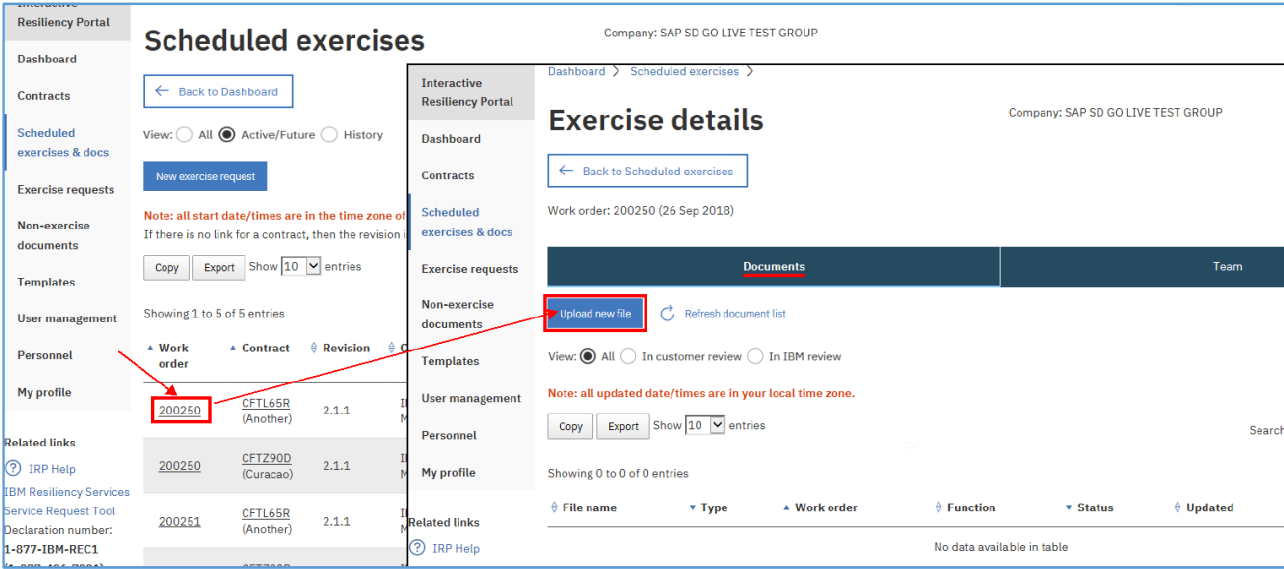 Interactive
Resiliency Portal
Dashboard
Contracts
Scheduled
exercises & docs
Exercise requests
Non-exercise
documents
Templates
User management
Personnel
My profile
Related links
IRP Help
IBM Resiliency Services
Service Request Tool
Declaration number:
1-877-IBM-REC1
Scheduled exercises
Company: SAP SD GO LIVE TEST GROUP
← Back to Dashboard
View: All Active/Future History
New exercise request
Note: all start date/times are in the time zone of
If there is no link for a contract, then the revision i
Copy Export Show 10 entries
Showing 1 to 5 of 5 entries
Work
order
Contract Revision
200250 CFTL65R
(Another) 2.1.1
200250 CFTZ90D
(Curacao) 2.1.1
200251 CFTL65R
(Another) 2.1.1
Interactive
Resiliency Portal
Dashboard
Contracts
Scheduled
exercises & docs
Exercise requests
Non-exercise
documents
Templates
User management
Personnel
My profile
Related links
IRP Help
Dashboard > Scheduled exercises >
Exercise details
Company: SAP SD GO LIVE TEST GROUP
← Back to Scheduled exercises
Work order: 200250 (26 Sep 2018)
Documents Team
Upload new file Refresh document list
View: All In customer review In IBM review
Note: all updated date/times are in your local time zone.
Copy Export Show 10 entries
Search
Showing 0 to 0 of 0 entries
File name Type Work order Function Status Updated
No data available in table